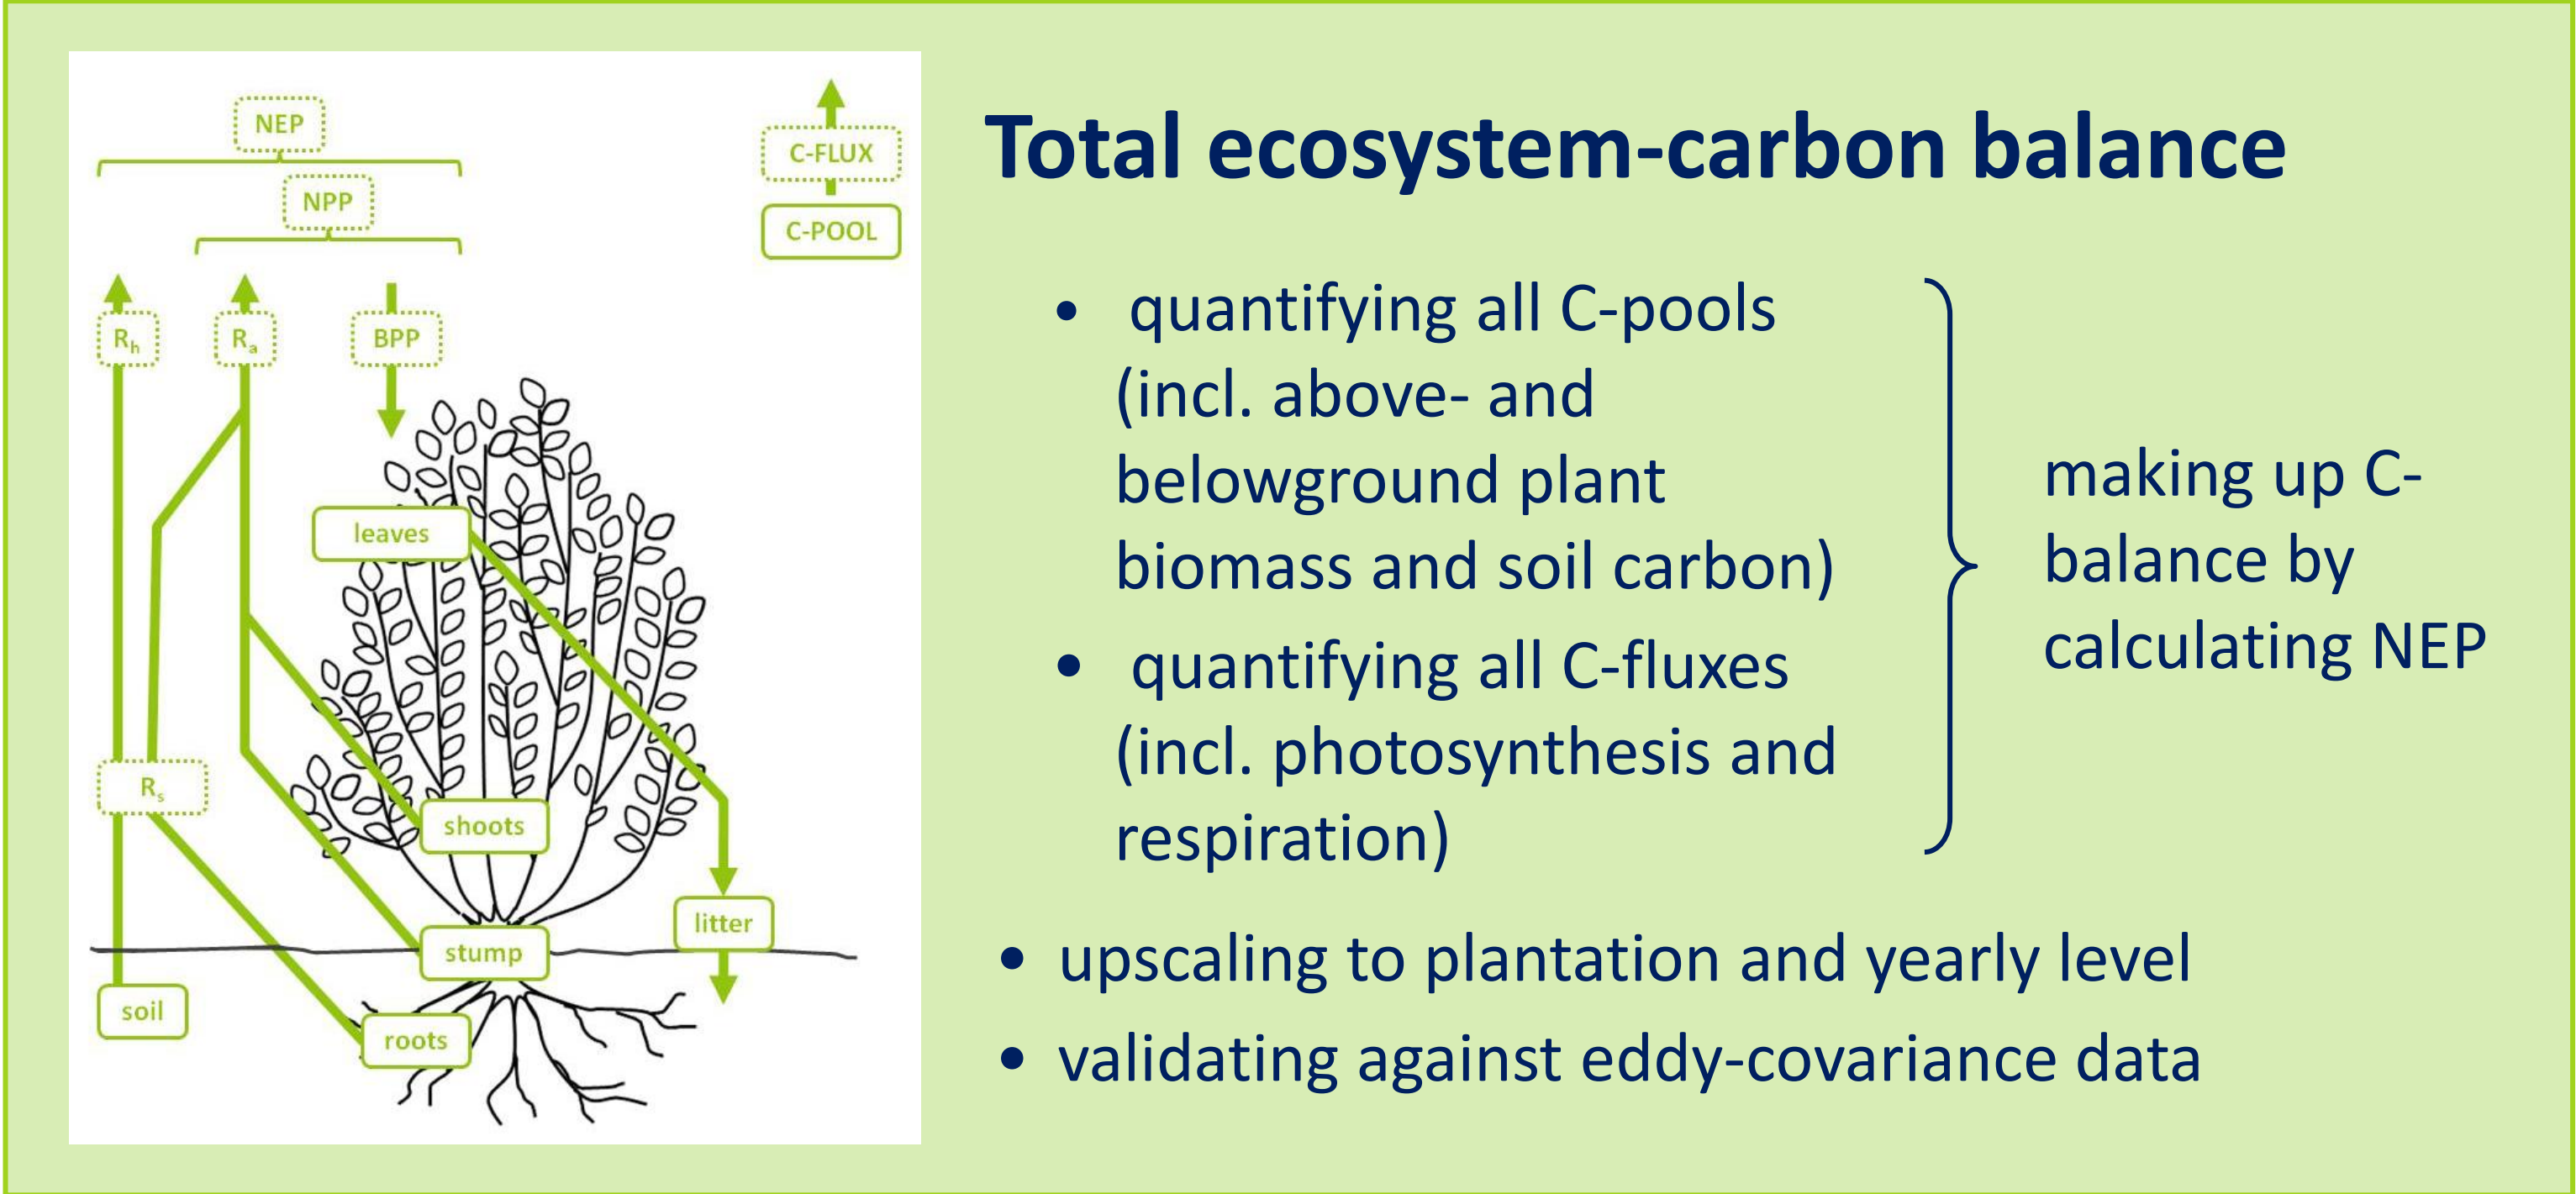 NEP
NPP
C-FLUX
C-POOL
Rh
Ra
BPP
leaves
Rs
shoots
litter
stump
soil
roots
Total ecosystem-carbon balance
• quantifying all C-pools
(incl. above- and
belowground plant
biomass and soil carbon)
• quantifying all C-fluxes
(incl. photosynthesis and
respiration)
making up C-
balance by
calculating NEP
• upscaling to plantation and yearly level
• validating against eddy-covariance data